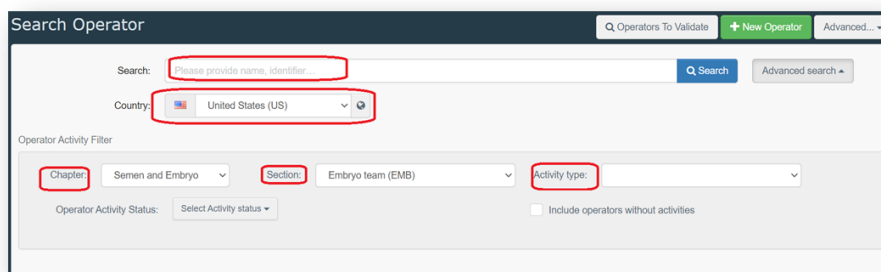 Search Operator
Operators To Validate
New Operator
Advanced...
Search:
Please provide name, identifier...
Search
Advanced search
Country:
United States (US)
Operator Activity Filter
Chapter:
Semen and Embryo
Section:
Embryo team (EMB)
Activity type:
Operator Activity Status:
Select Activity status
Include operators without activities